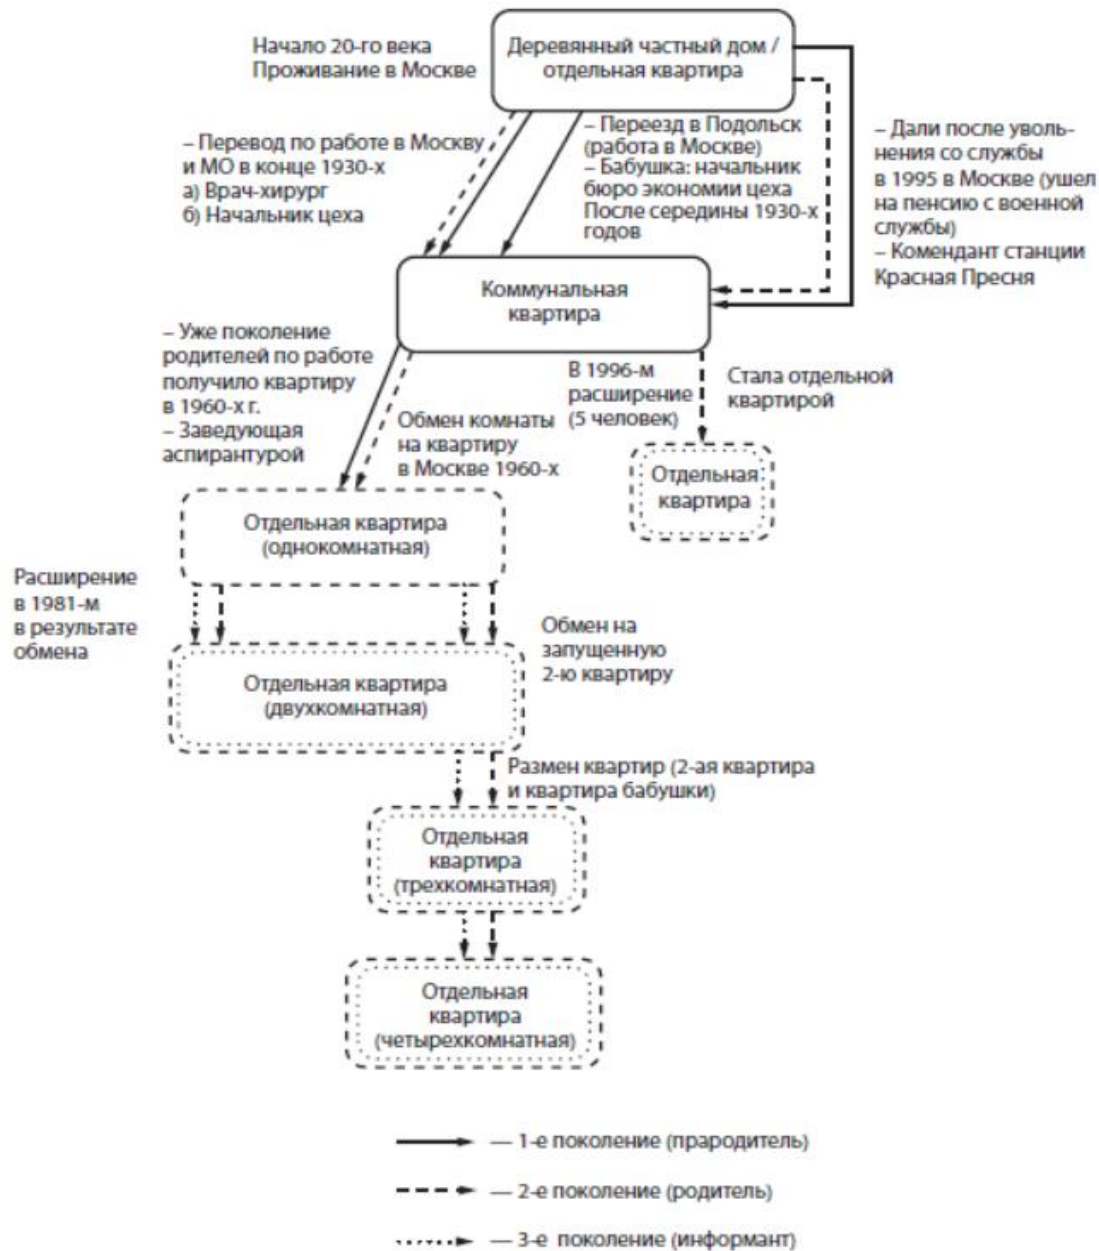 Начало 20-го века
Проживание в Москве
Деревянный частный дом /
отдельная квартира
– Перевод по работе в Москву
и МО в конце 1930-х
а) Врач-хирург
б) Начальник цеха
– Переезд в Подольск
(работа в Москве)
– Бабушка: начальник
бюро экономии цеха
После середины 1930-х
годов
– Дали после уволь-
нения со службы
в 1995 в Москве (ушел
на пенсию с военной
службы)
– Комендант станции
Красная Пресня
Коммунальная
квартира
– Уже поколение
родителей по работе
получило квартиру
в 1960-х г.
– Заведующая
аспирантурой
Обмен комнаты
на квартиру
в Москве 1960-х
В 1996-м
расширение
(5 человек)
Стала отдельной
квартирой
Отдельная
квартира
Отдельная квартира
(однокомнатная)
Расширение
в 1981-м
в результате
обмена
Обмен на
запущенную
2-ю квартиру
Отдельная квартира
(двухкомнатная)
Размен квартир (2-ая квартира
и квартира бабушки)
Отдельная
квартира
(трехкомнатная)
Отдельная
квартира
(четырехкомнатная)
— 1-е поколение (прародитель)
— 2-е поколение (родитель)
— 3-е поколение (информант)